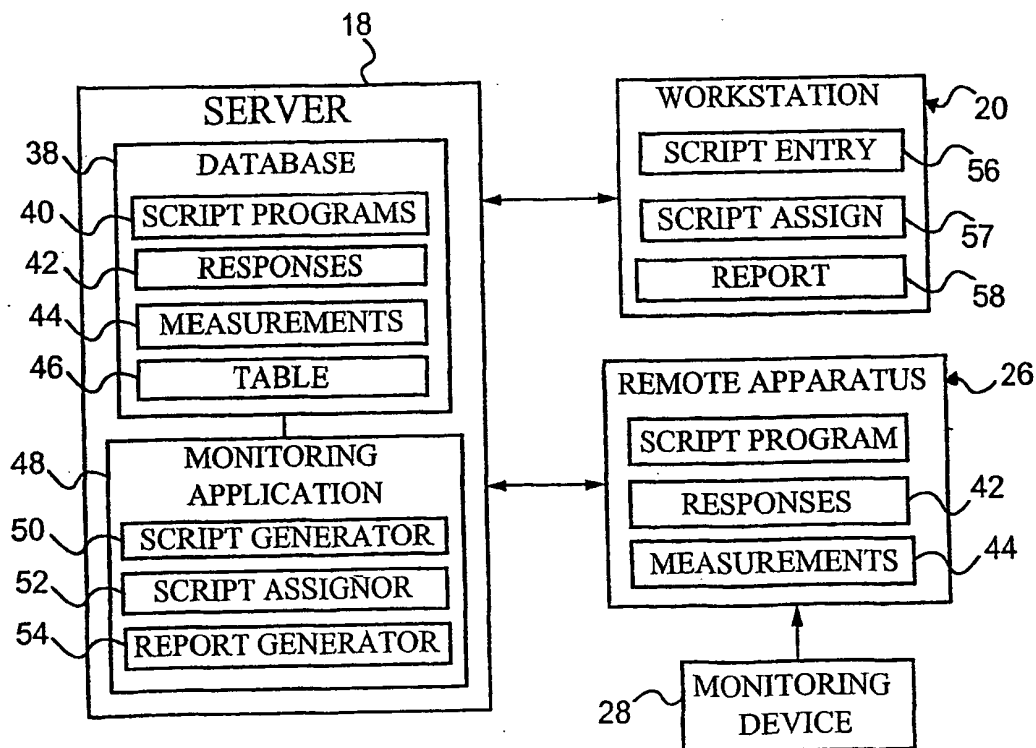 18
SERVER
38
DATABASE
40
SCRIPT PROGRAMS
42
RESPONSES
44
MEASUREMENTS
46
TABLE
48
MONITORING
APPLICATION
50
SCRIPT GENERATOR
52
SCRIPT ASSIGNOR
54
REPORT GENERATOR
WORKSTATION
20
SCRIPT ENTRY
56
SCRIPT ASSIGN
57
REPORT
58
REMOTE APPARATUS
26
SCRIPT PROGRAM
RESPONSES
42
MEASUREMENTS
44
28
MONITORING
DEVICE